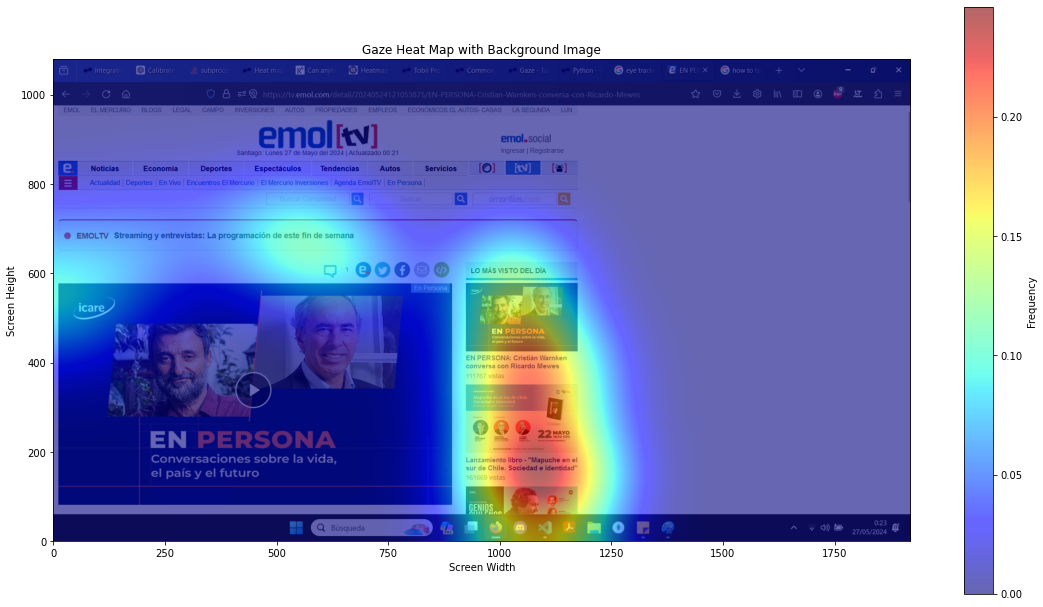 Gaze Heat Map with Background Image
Integrati
Calibratio
subproce
Heat ma
Can anyo
Heatmap
Tobii Pro
Common
Gaze - T
Python -
eye track
EN PER
how to s
https://tv.emol.com/detail/20240524121053875/EN-PERSONA-Cristian-Warnken-conversa-con-Ricardo-Mewes
EMOL EL MERCURIO BLOGS LEGAL CAMPO INVERSIONES AUTOS PROPIEDADES EMPLEOS ECONÓMICOS.CL AUTOS- CASAS LA SEGUNDA LUN
emol[tv]
Santiago: Lunes 27 de Mayo del 2024 | Actualizado 00:21
emol.social
Ingresar | Registrarse
e. Noticias Economía Deportes Espectáculos Tendencias Autos Servicios [tv]
Actualidad | Deportes | En Vivo | Encuentros El Mercurio | El Mercurio Inversiones | Agenda EmolTV | En Persona
Buscar
amarillas
EMOLTV Streaming y entrevistas: La programación de este fin de semana
1
En Persona
icare
EN PERSONA
Conversaciones sobre la vida,
el país y el futuro
LO MÁS VISTO DEL DÍA
EN PERSONA
EN PERSONA: Cristián Warnken
conversa con Ricardo Mewes
111767 vistas
22 MAYO
Lanzamiento libro - "Mapuche en el
sur de Chile. Sociedad e identidad"
GENIOS
Búsqueda
0:23
27/05/2024
0
200
400
600
800
1000
Screen Height
0 250 500 750 1000 1250 1500 1750
Screen Width
0.20
0.15
0.10
0.05
0.00
Frequency